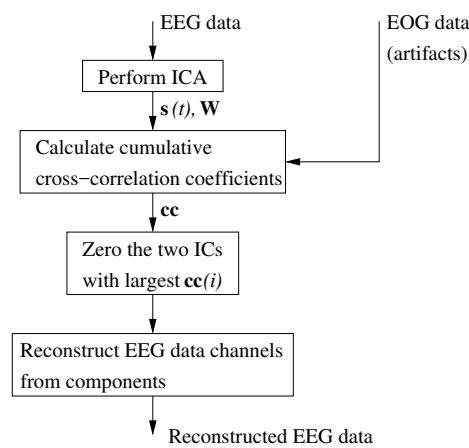 EEG data
EOG data
(artifacts)
Perform ICA
s(t), W
Calculate cumulative
cross−correlation coefficients
cc
Zero the two ICs
with largest cc(i)
Reconstruct EEG data channels
from components
Reconstructed EEG data